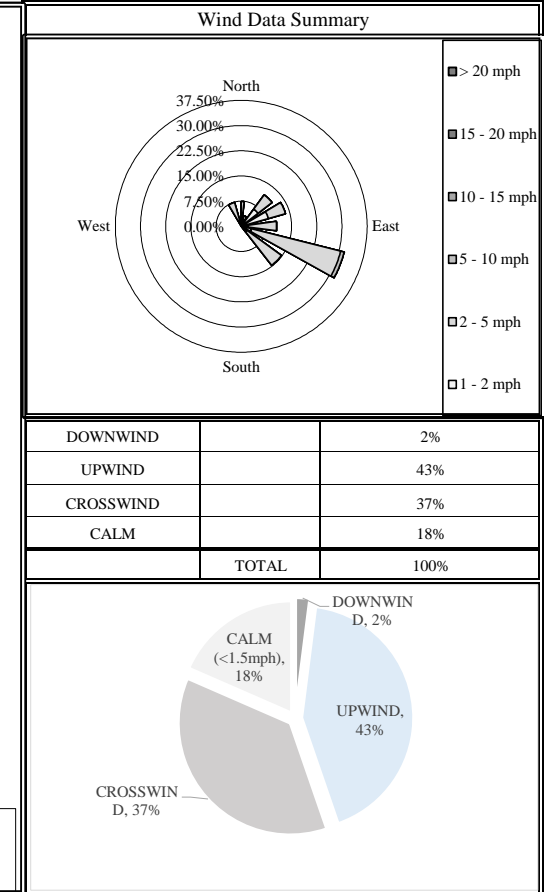 Wind Data Summary
North
37.50%
30.00%
22.50%
15.00%
7.50%
0.00%
West
East
South
> 20 mph
15 - 20 mph
10 - 15 mph
5 - 10 mph
2 - 5 mph
1 - 2 mph
DOWNWIND 2%
UPWIND 43%
CROSSWIND 37%
CALM 18%
TOTAL 100%
DOWNWIN
D, 2%
CALM
(<1.5mph),
18%
UPWIND,
43%
CROSSWIN
D, 37%